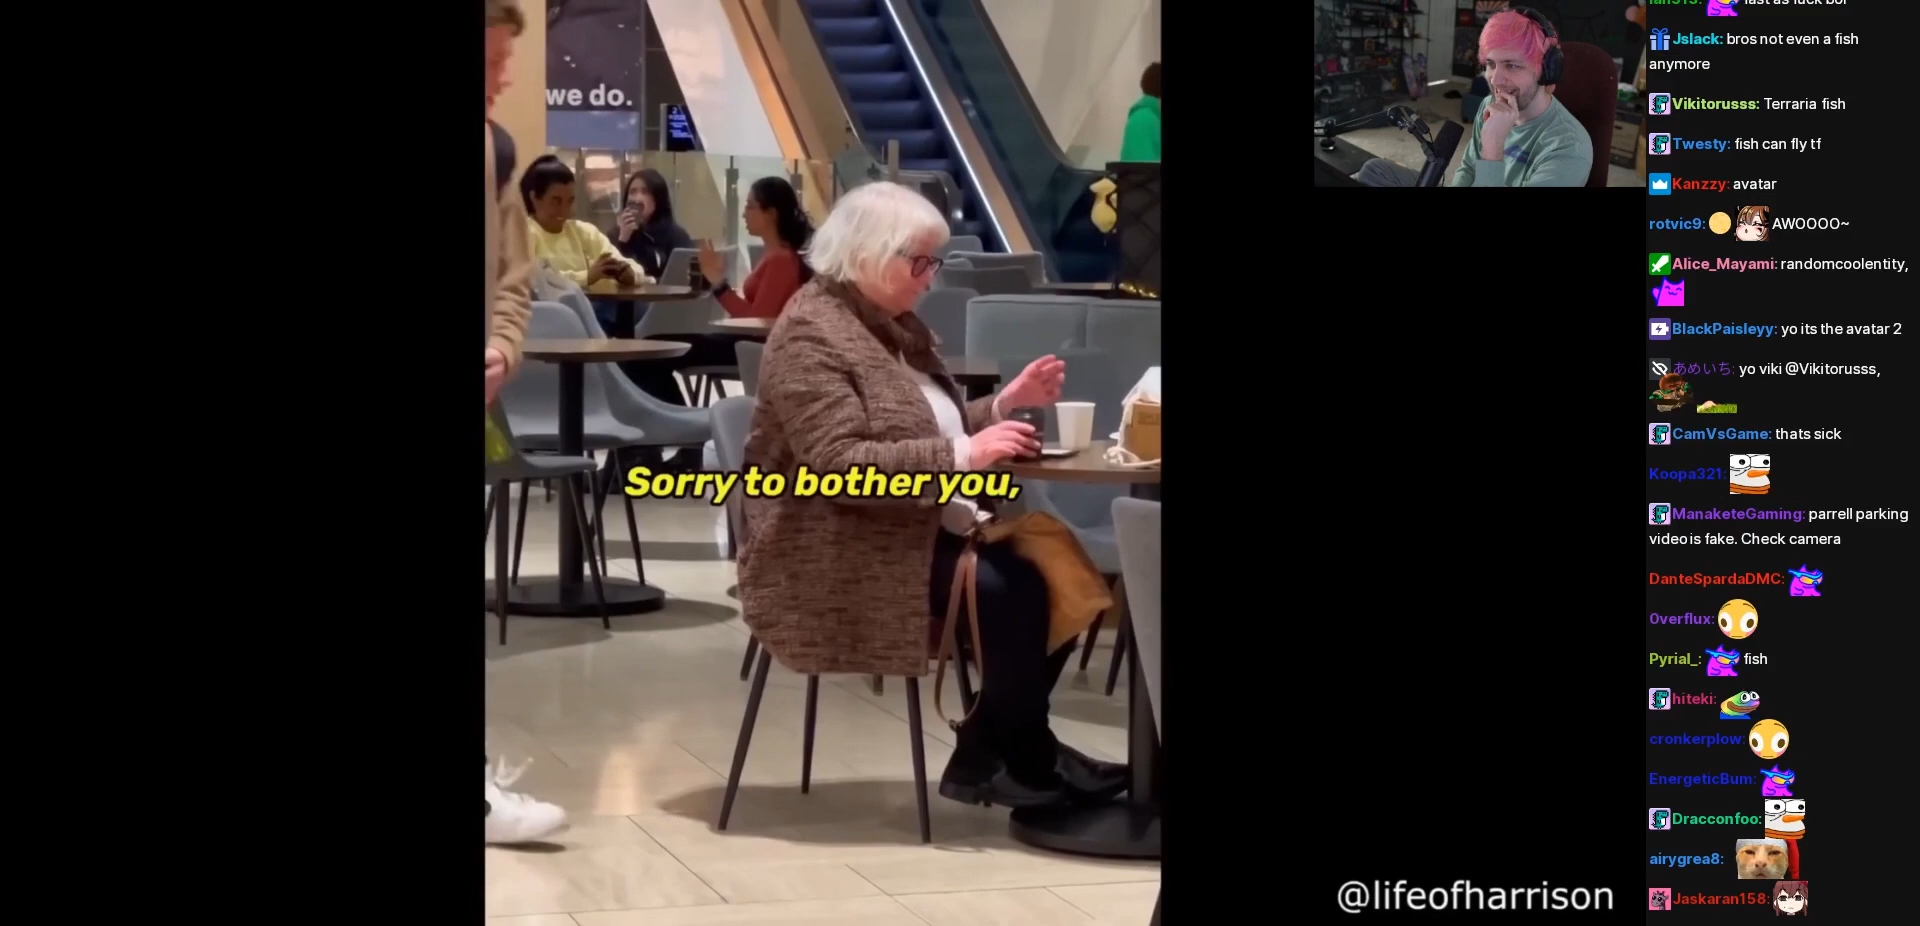 we do.
Sorry to bother you,
@lifeofharrison
Jslack: bros not even a fish
anymore
Vikitorusss: Terraria fish
Twesty: fish can fly tf
Kanzzy: avatar
rotvic9: AWOOOO~
Alice_Mayami: randomcoolentity,
BlackPaisleyy: yo its the avatar 2
あめいち: yo viki @Vikitorusss,
CamVsGame: thats sick
Koopa321:
ManaketeGaming: parrell parking
video is fake. Check camera
DanteSpardaDMC:
0verflux:
Pyrial_: fish
hiteki:
cronkerplow:
EnergeticBum:
Dracconfoo:
airygrea8:
Jaskaran158: